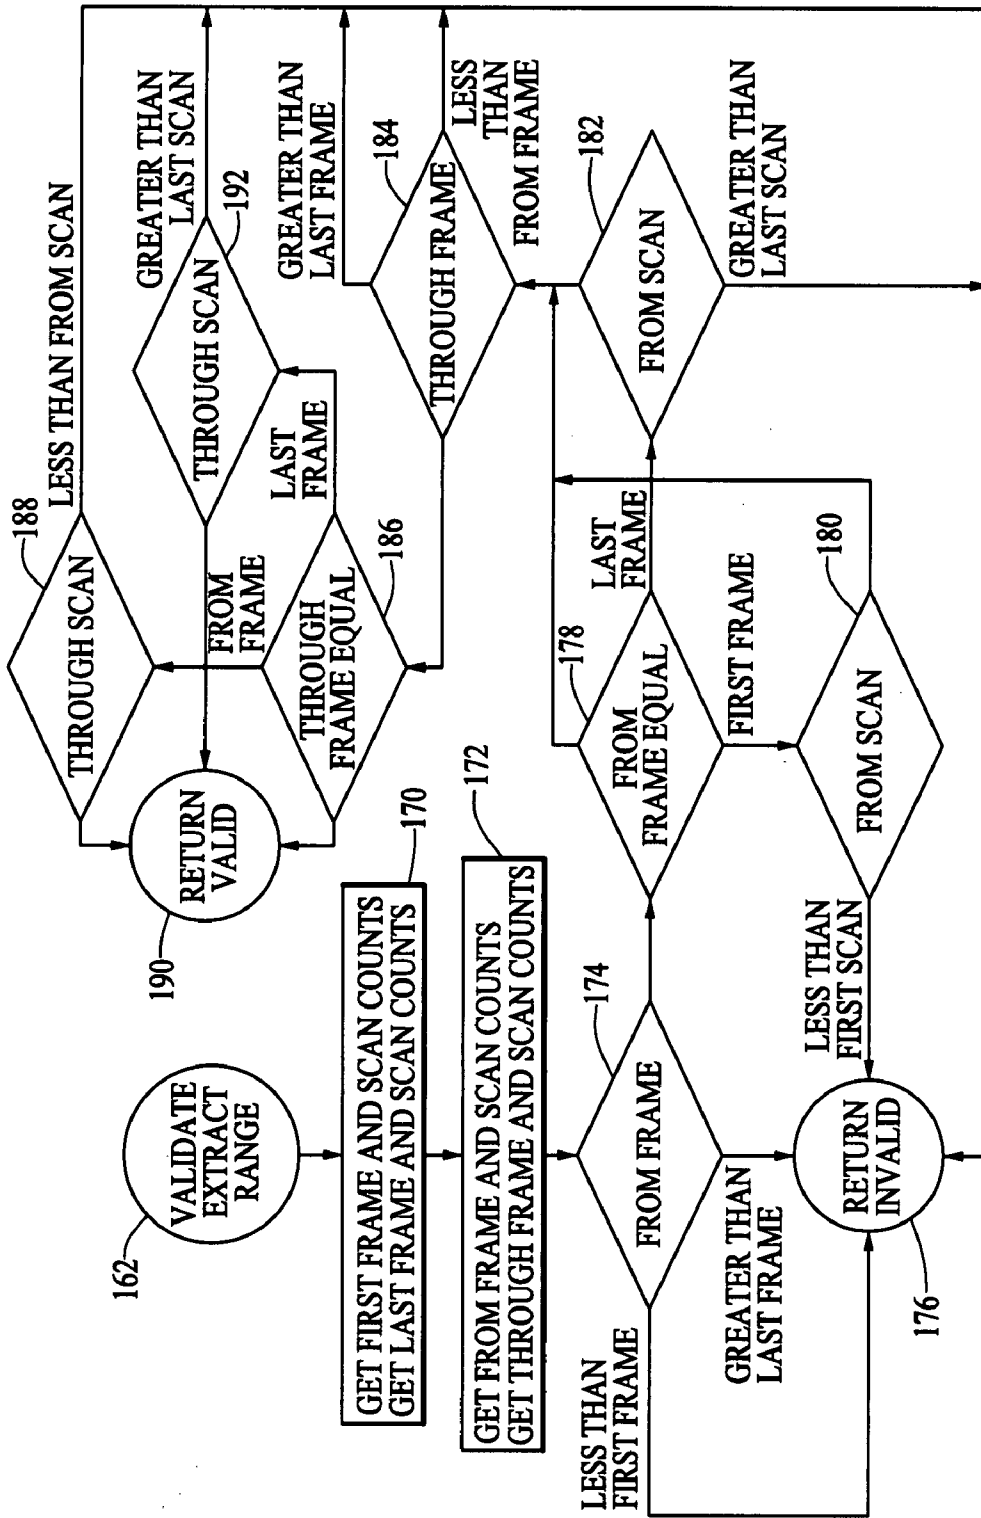 162
VALIDATE
EXTRACT
RANGE
GET FIRST FRAME AND SCAN COUNTS
GET LAST FRAME AND SCAN COUNTS
170
GET FROM FRAME AND SCAN COUNTS
GET THROUGH FRAME AND SCAN COUNTS
172
FROM FRAME
174
LESS THAN
FIRST FRAME
GREATER THAN
LAST FRAME
RETURN
INVALID
176
FROM
FRAME EQUAL
178
FIRST FRAME
LAST
FRAME
FROM SCAN
180
LESS THAN
FIRST SCAN
FROM SCAN
182
GREATER THAN
LAST SCAN
THROUGH FRAME
184
GREATER THAN
LAST FRAME
LESS
THAN
FROM FRAME
THROUGH
FRAME EQUAL
186
FROM
FRAME
LAST
FRAME
THROUGH SCAN
188
LESS THAN FROM SCAN
RETURN
VALID
190
THROUGH SCAN
192
GREATER THAN
LAST SCAN